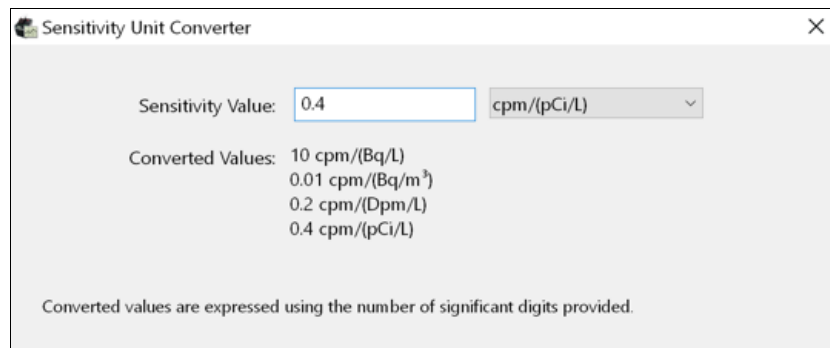 Sensitivity Unit Converter
Sensitivity Value: 0.4 cpm/(pCi/L)
Converted Values: 10 cpm/(Bq/L)
0.01 cpm/(Bq/m³)
0.2 cpm/(Dpm/L)
0.4 cpm/(pCi/L)
Converted values are expressed using the number of significant digits provided.